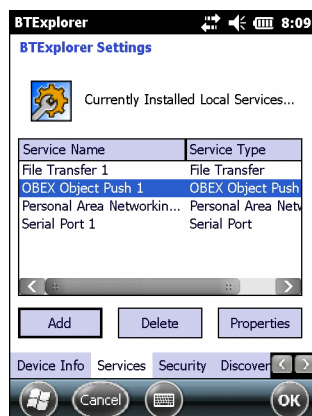 BTExplorer 8:09
BTExplorer Settings
Currently Installed Local Services...
Service Name Service Type
File Transfer 1 File Transfer
OBEX Object Push 1 OBEX Object Push
Personal Area Networkin... Personal Area Netv
Serial Port 1 Serial Port
Add Delete Properties
Device Info Services Security Discover
Cancel OK